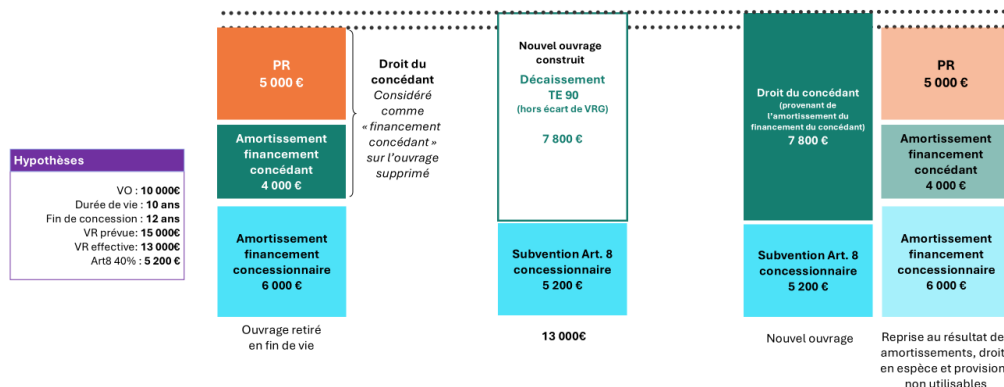 Hypothèses
VO : 10 000€
Durée de vie : 10 ans
Fin de concession : 12 ans
VR prévue: 15 000€
VR effective: 13 000€
Art8 40% : 5 200 €
PR
5 000 €
Amortissement
financement
concédant
4 000 €
Amortissement
financement
concessionnaire
6 000 €
Ouvrage retiré
en fin de vie
Droit du
concédant
Considéré
comme
« financement
concédant »
sur l'ouvrage
supprimé
Nouvel ouvrage
construit
Décaissement
TE 90
(hors écart de VRG)
7 800 €
Subvention Art. 8
concessionnaire
5 200 €
13 000€
Droit du concédant
(provenant de
l'amortissement du
financement du concédant)
7 800 €
Subvention Art. 8
concessionnaire
5 200 €
Nouvel ouvrage
PR
5 000 €
Amortissement
financement
concédant
4 000 €
Amortissement
financement
concessionnaire
6 000 €
Reprise au résultat de
amortissements, droit
en espèce et provision
non utilisables